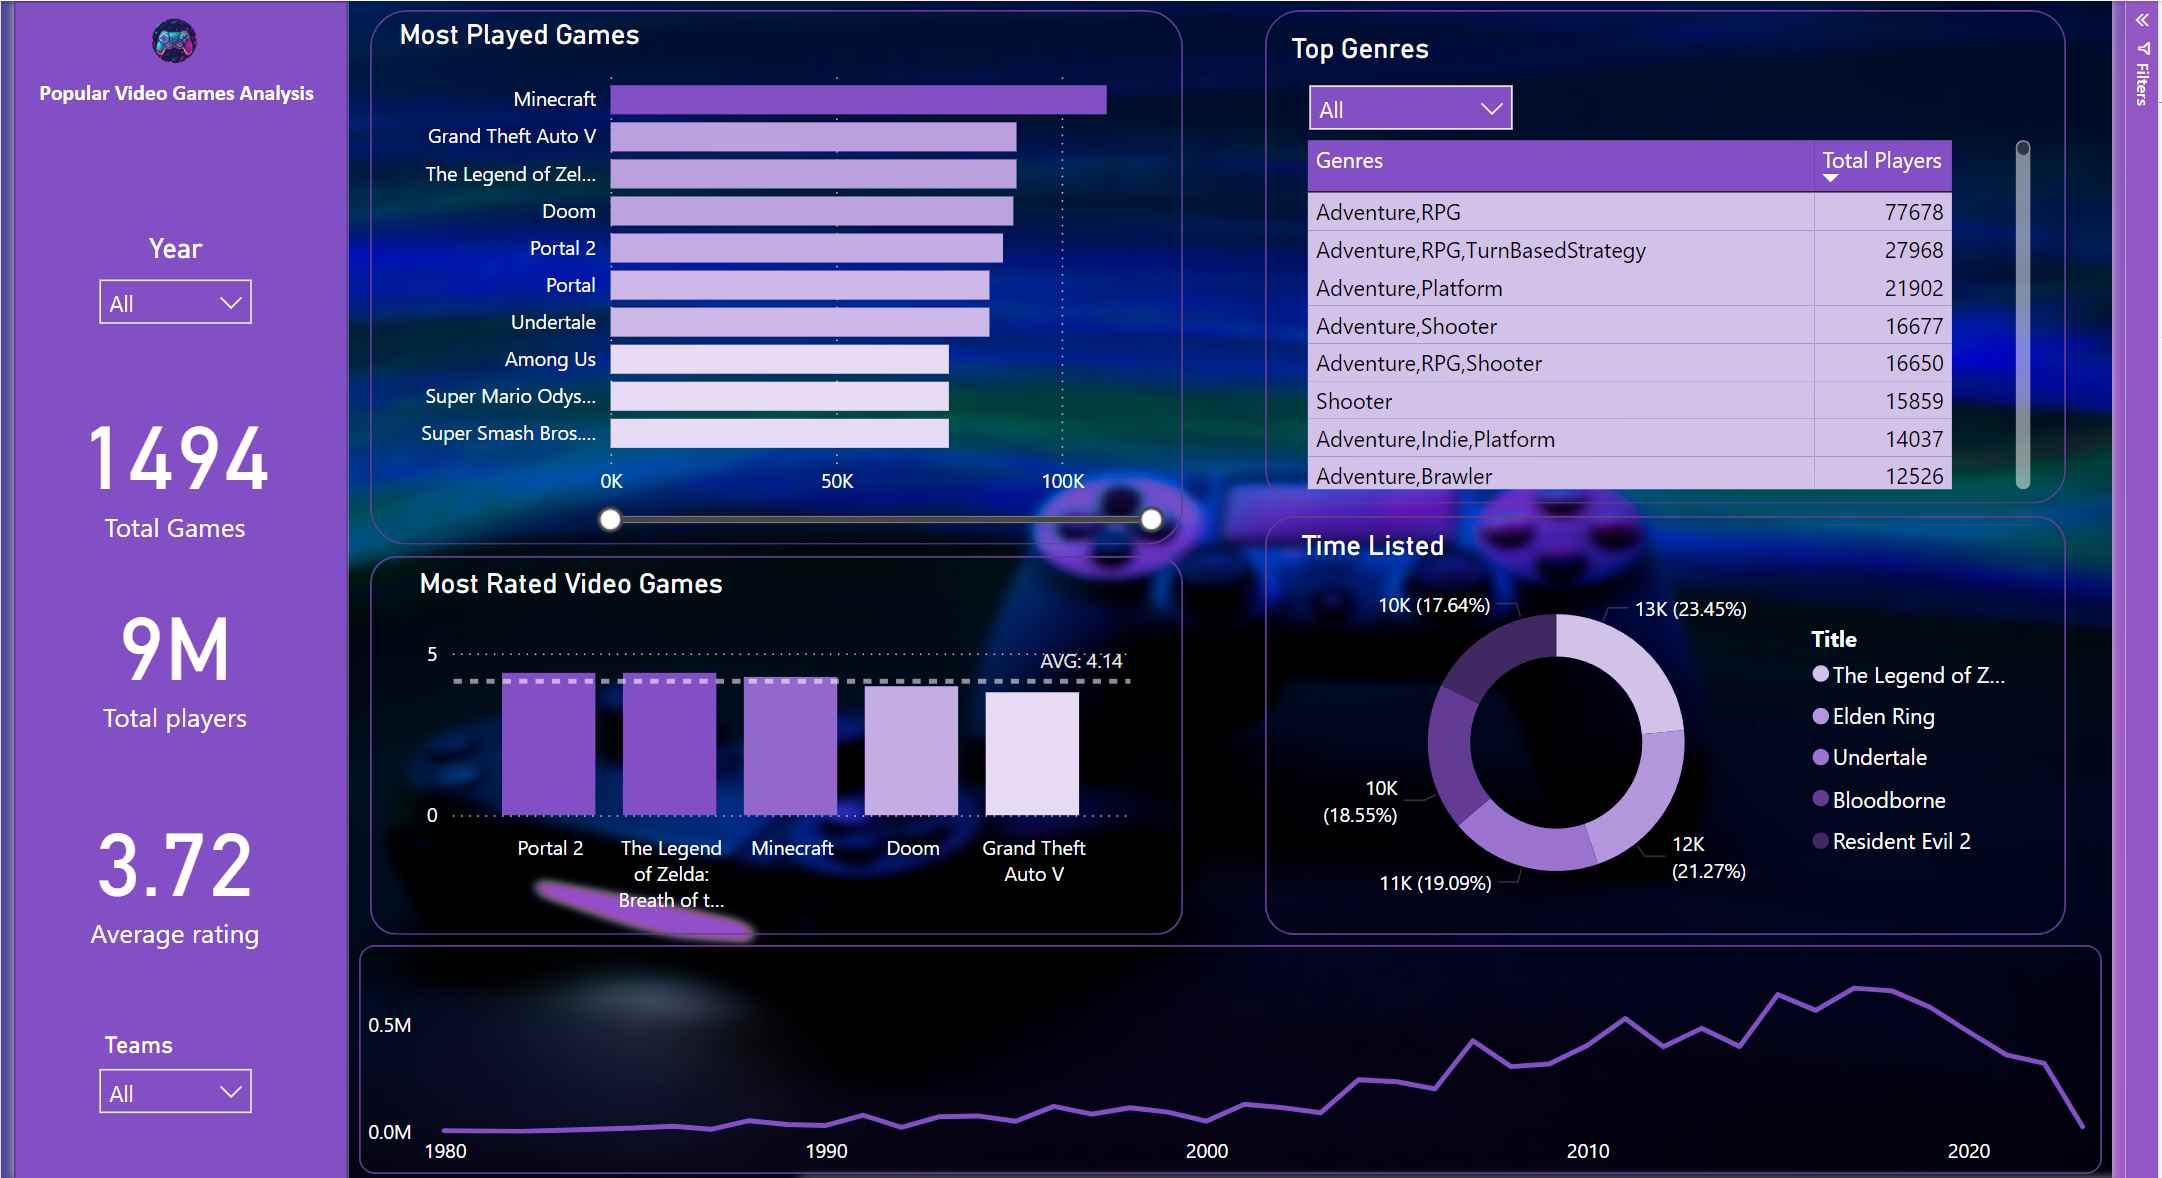 Popular Video Games Analysis
Year
All
1494
Total Games
9M
Total players
3.72
Average rating
Teams
All
Most Played Games
Minecraft
Grand Theft Auto V
The Legend of Zel...
Doom
Portal 2
Portal
Undertale
Among Us
Super Mario Odys...
Super Smash Bros....
0K 50K 100K
Most Rated Video Games
5
AVG: 4.14
0
Portal 2
The Legend
of Zelda:
Breath of t...
Minecraft
Doom
Grand Theft
Auto V
Top Genres
All
Genres Total Players
Adventure,RPG 77678
Adventure,RPG,TurnBasedStrategy 27968
Adventure,Platform 21902
Adventure,Shooter 16677
Adventure,RPG,Shooter 16650
Shooter 15859
Adventure,Indie,Platform 14037
Adventure,Brawler 12526
Time Listed
10K (17.64%)
13K (23.45%)
10K
(18.55%)
12K
(21.27%)
11K (19.09%)
Title
The Legend of Z...
Elden Ring
Undertale
Bloodborne
Resident Evil 2
0.5M
0.0M
1980 1990 2000 2010 2020
Filters